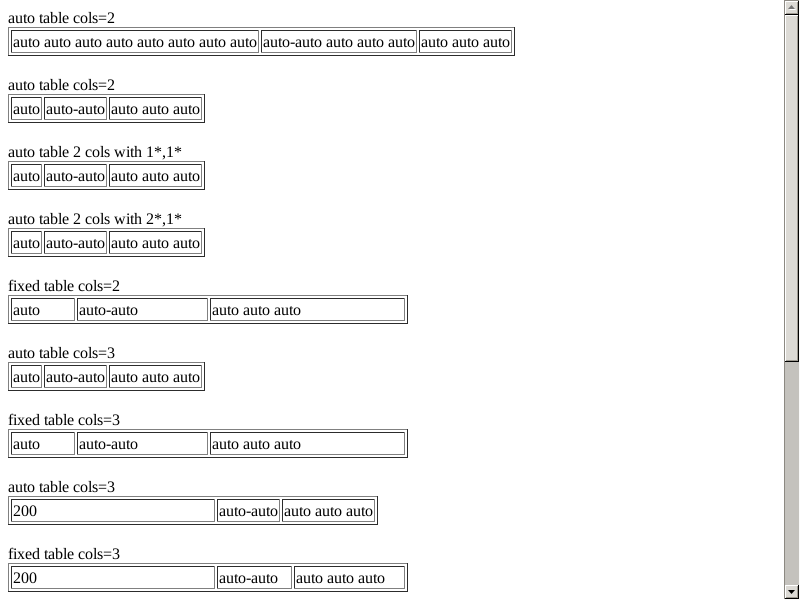 auto table cols=2
auto auto auto auto auto auto auto auto auto-auto auto auto auto auto auto auto
auto table cols=2
auto auto-auto auto auto auto
auto table 2 cols with 1*,1*
auto auto-auto auto auto auto
auto table 2 cols with 2*,1*
auto auto-auto auto auto auto
fixed table cols=2
auto auto-auto auto auto auto
auto table cols=3
auto auto-auto auto auto auto
fixed table cols=3
auto auto-auto auto auto auto
auto table cols=3
200 auto-auto auto auto auto
fixed table cols=3
200 auto-auto auto auto auto